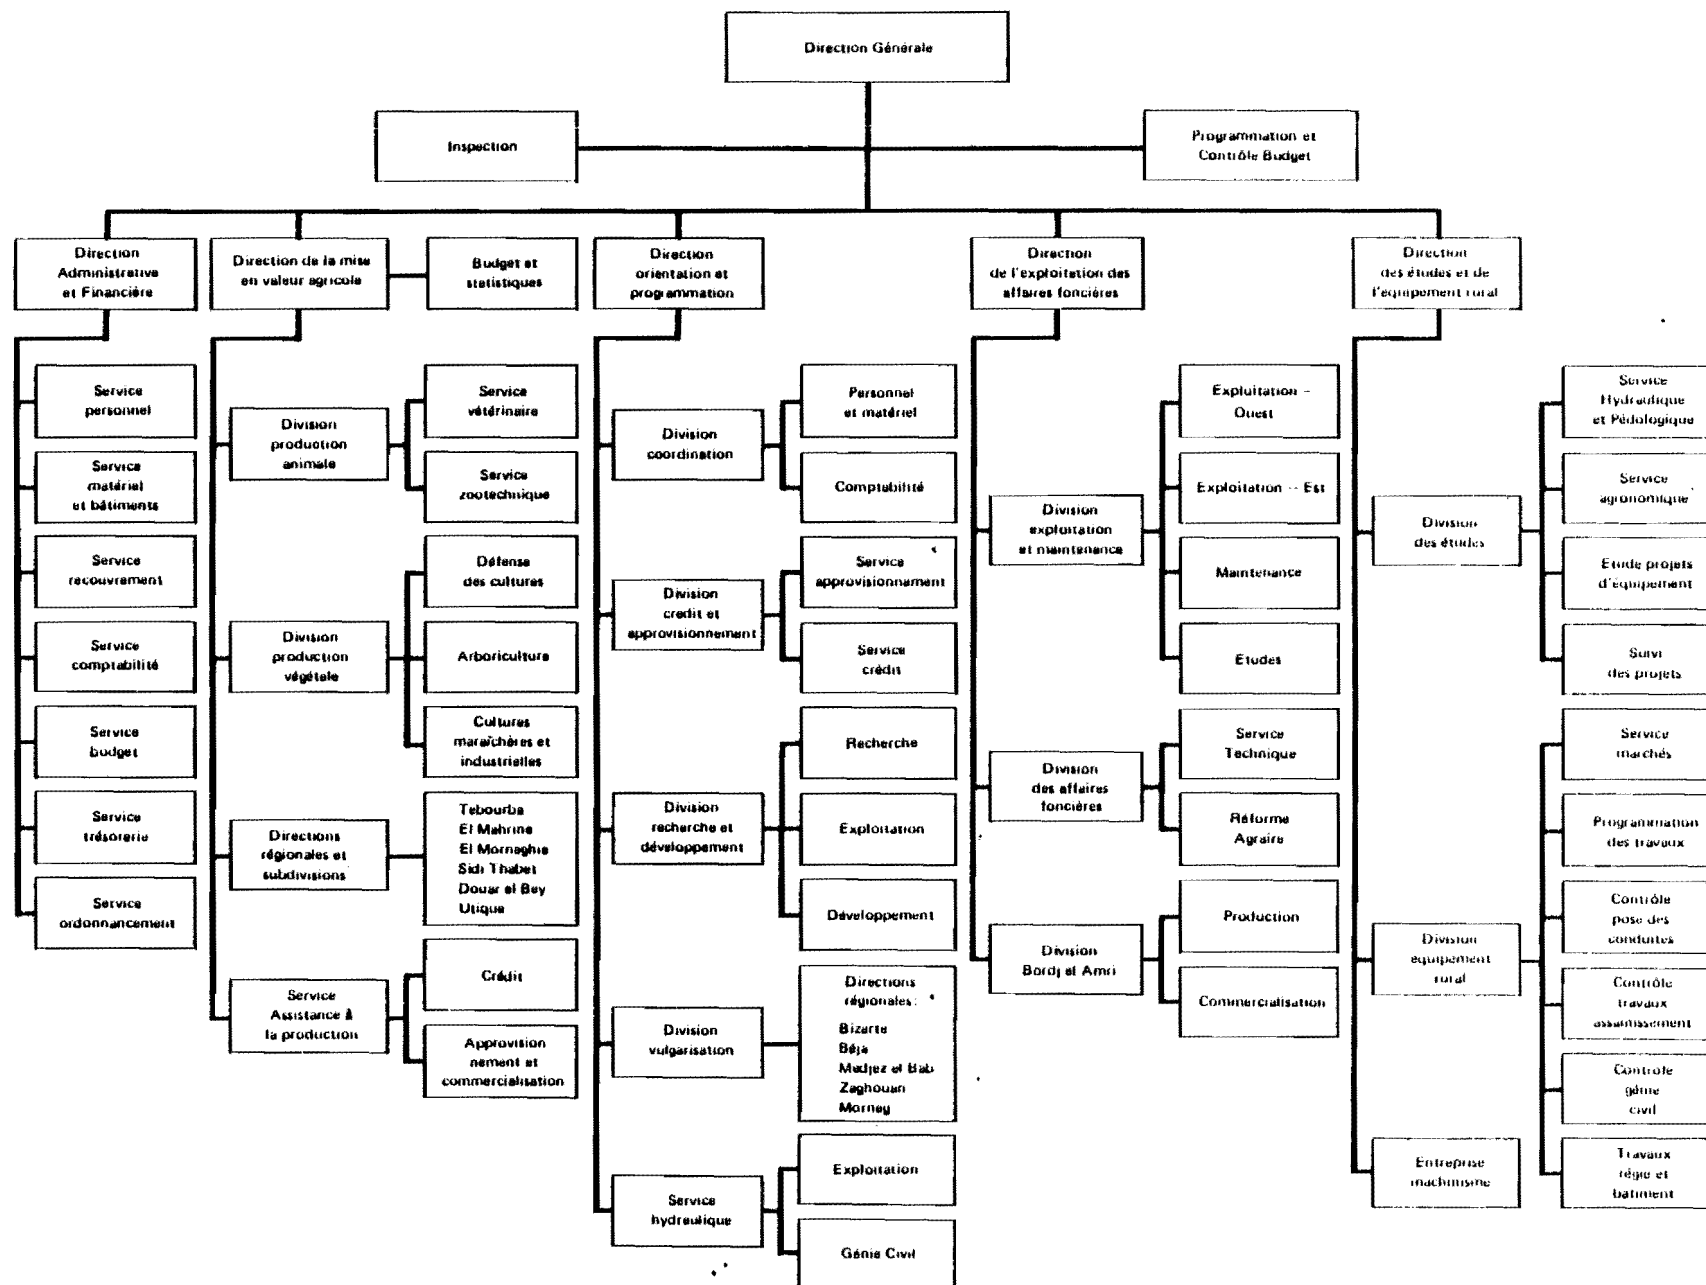 Direction Générale
Inspection
Programmation et
Contrôle Budget
Direction
Administrative
et Financière
Direction de la mise
en valeur agricole
Budget et
statistiques
Direction
orientation et
programmation
Direction
de l'exploitation des
affaires foncières
Direction
des études et de
l'équipement rural
Service
personnel
Service
matériel
et bâtiments
Service
recouvrement
Service
comptabilité
Service
budget
Service
trésorerie
Service
ordonnancement
Division
production
animale
Service
vétérinaire
Service
zootechnique
Division
production
végétale
Défense
des cultures
Arboriculture
Cultures
maraîchères et
industrielles
Directions
régionales et
subdivisions
Tebourba
El Mahrine
El Mornaghia
Sidi Thabet
Douar el Bey
Utique
Service
Assistance à
la production
Crédit
Approvision
nement et
commercialisation
Division
coordination
Personnel
et matériel
Comptabilité
Division
credit et
approvisionnement
Service
approvisionnament
Service
crédit
Division
recherche et
développement
Recherche
Exploitation
Développement
Division
vulgarisation
Directions
régionales:
Bizarte
Béja
Medjez el Bab
Zaghouan
Mornag
Service
hydraulique
Exploitation
Génie Civil
Division
exploitation
et maintenance
Exploitation –
Ouest
Exploitation – Est
Maintenance
Etudes
Division
des affaires
foncières
Service
Technique
Réforme
Agraire
Division
Bordj el Amri
Production
Commercialisation
Division
des études
Service
Hydraulique
et Pédologique
Service
agronomique
Etude projets
d'équipement
Suivi
des projets
Division
équipement
rural
Service
marchés
Programmation
des travaux
Contrôle
pose des
conduites
Contrôle
travaux
assainissement
Contrôle
génie
civil
Travaux
régie et
bâtiment
Entreprise
machinisme